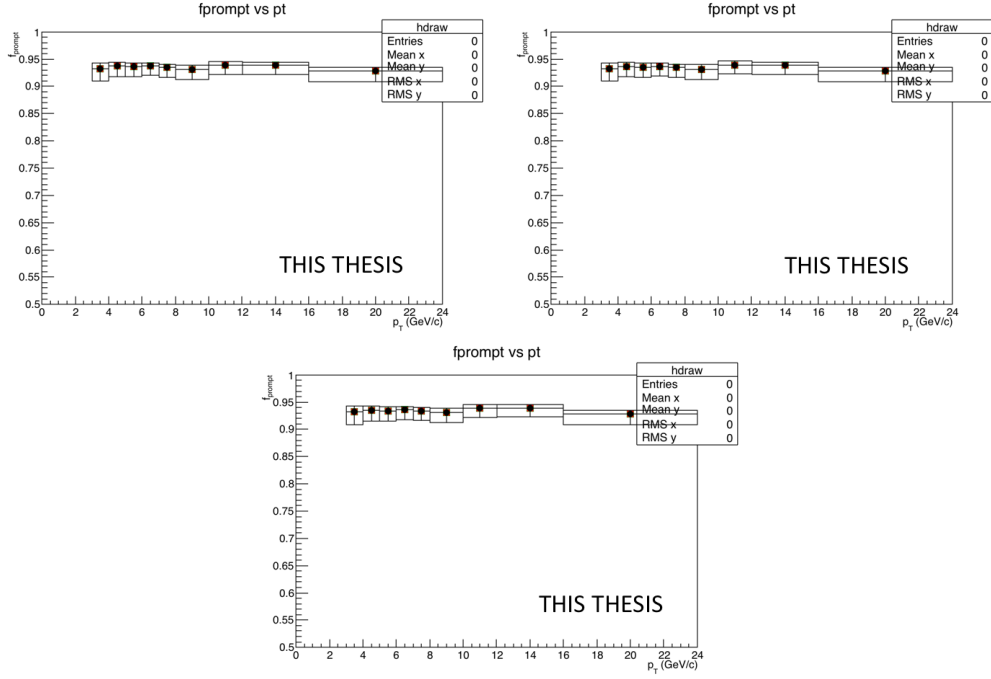 fprompt vs pt
f_prompt
hdraw
Entries 0
Mean x 0
Mean y 0
RMS x 0
RMS y 0
1
0.95
0.9
0.85
0.8
0.75
0.7
0.65
0.6
0.55
0.5
THIS THESIS
0 2 4 6 8 10 12 14 16 18 20 22 24
p_T (GeV/c)
fprompt vs pt
f_prompt
hdraw
Entries 0
Mean x 0
Mean y 0
RMS x 0
RMS y 0
1
0.95
0.9
0.85
0.8
0.75
0.7
0.65
0.6
0.55
0.5
THIS THESIS
0 2 4 6 8 10 12 14 16 18 20 22 24
p_T (GeV/c)
fprompt vs pt
f_prompt
hdraw
Entries 0
Mean x 0
Mean y 0
RMS x 0
RMS y 0
1
0.95
0.9
0.85
0.8
0.75
0.7
0.65
0.6
0.55
0.5
THIS THESIS
0 2 4 6 8 10 12 14 16 18 20 22 24
p_T (GeV/c)